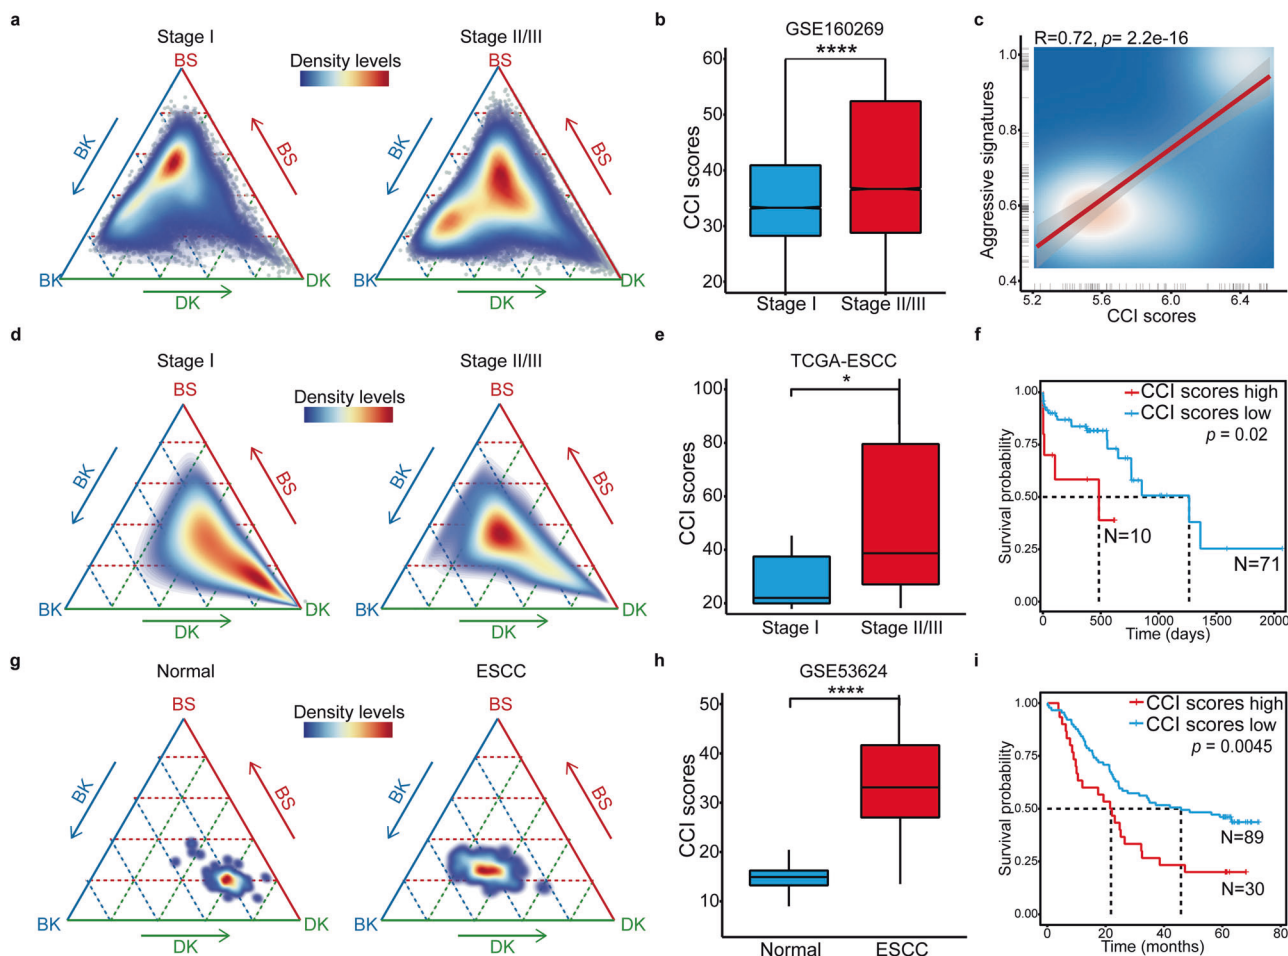 a
Stage I
Stage II/III
Density levels
BS
BS
BK
BS
BK
BS
BK
DK
BK
DK
DK
DK
b
GSE160269
****
60
50
40
30
20
CCI scores
Stage I
Stage II/III
c
R=0.72, p= 2.2e-16
Aggressive signatures
1.0
0.8
0.6
0.4
5.2
5.6
6.0
6.4
CCI scores
d
Stage I
Stage II/III
Density levels
BS
BS
BK
BS
BK
BS
BK
DK
BK
DK
DK
DK
e
TCGA-ESCC
*
100
80
60
40
20
CCI scores
Stage I
Stage II/III
f
CCI scores high
CCI scores low
p = 0.02
1.00
0.75
0.50
0.25
0.00
Survival probability
N=10
N=71
0
500
1000
1500
2000
Time (days)
g
Normal
ESCC
Density levels
BS
BS
BK
BS
BK
BS
BK
DK
BK
DK
DK
DK
h
GSE53624
****
50
40
30
20
10
CCI scores
Normal
ESCC
i
CCI scores high
CCI scores low
p = 0.0045
1.00
0.75
0.50
0.25
0.00
Survival probability
N=89
N=30
0
20
40
60
80
Time (months)